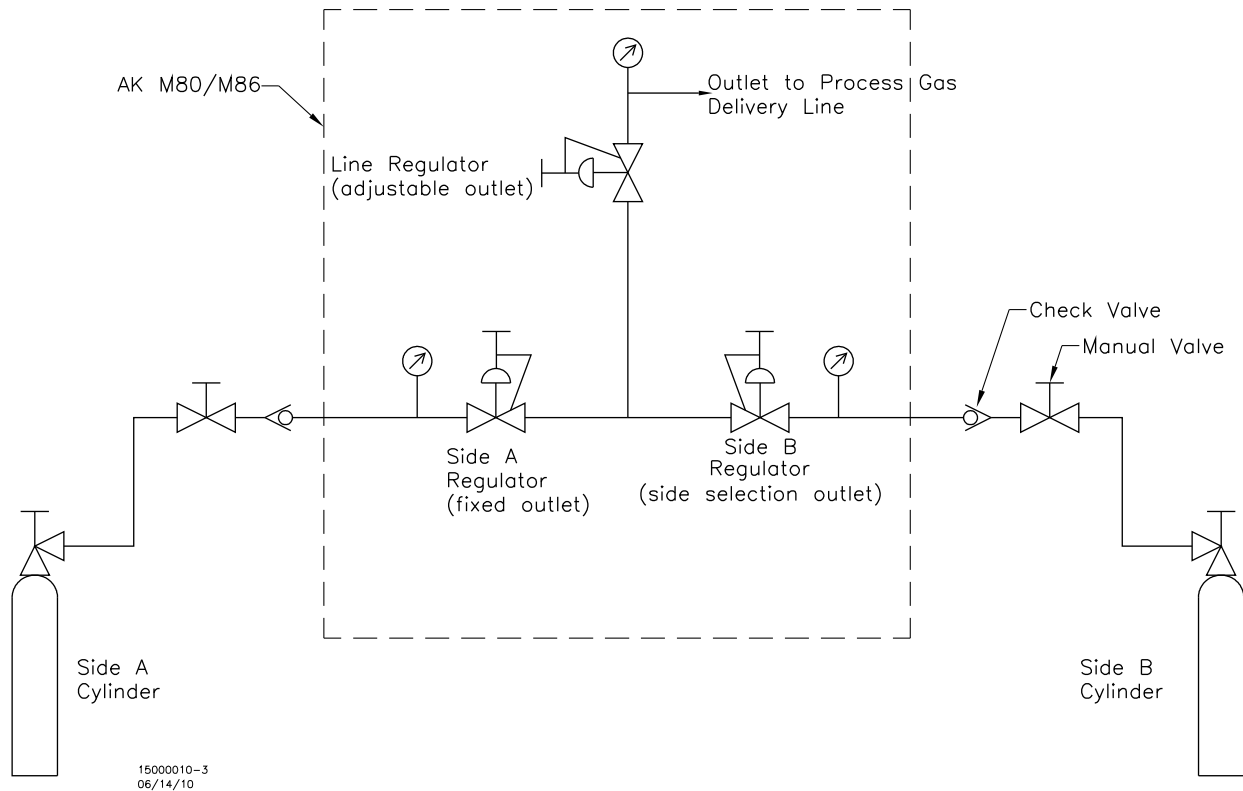 AK M80/M86
Outlet to Process Gas
Delivery Line
Line Regulator
(adjustable outlet)
Check Valve
Manual Valve
Side A
Regulator
(fixed outlet)
Side B
Regulator
(side selection outlet)
Side A
Cylinder
Side B
Cylinder
15000010-3
06/14/10